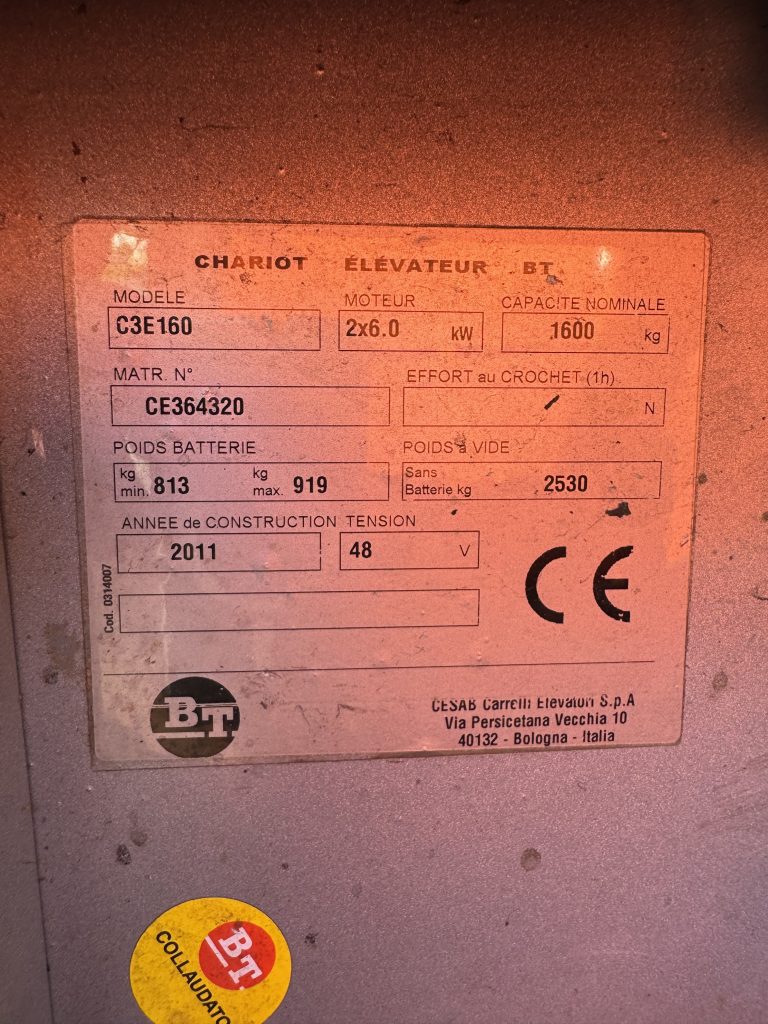 CHARIOT ÉLÉVATEUR BT
MODELE MOTEUR CAPACITE NOMINALE
C3E160 2x6.0 kW 1600 kg
MATR. N° EFFORT au CROCHET (1h)
CE364320 / N
POIDS BATTERIE POIDS à VIDE
kg min. 813 kg max. 919 Sans Batterie kg 2530
ANNEE de CONSTRUCTION TENSION
2011 48 V
CE
Cod. 0314007
BT
CESAB Carrelli Elevatori S.p.A
Via Persicetana Vecchia 10
40132 - Bologna - Italia
BT
COLLAUDATO